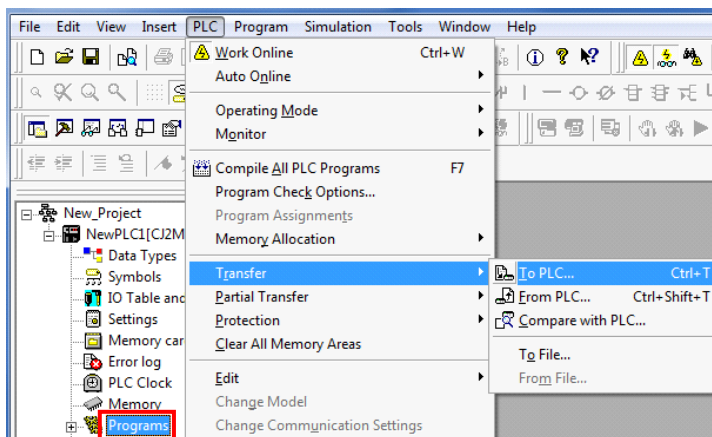 File Edit View Insert PLC Program Simulation Tools Window Help
Work Online Ctrl+W
Auto Online
Operating Mode
Monitor
Compile All PLC Programs F7
Program Check Options...
Program Assignments
Memory Allocation
Transfer
Partial Transfer
Protection
Clear All Memory Areas
Edit
Change Model
Change Communication Settings
To PLC... Ctrl+T
From PLC... Ctrl+Shift+T
Compare with PLC...
To File...
From File...
New_Project
NewPLC1[CJ2M
Data Types
Symbols
IO Table and
Settings
Memory car
Error log
PLC Clock
Memory
Programs